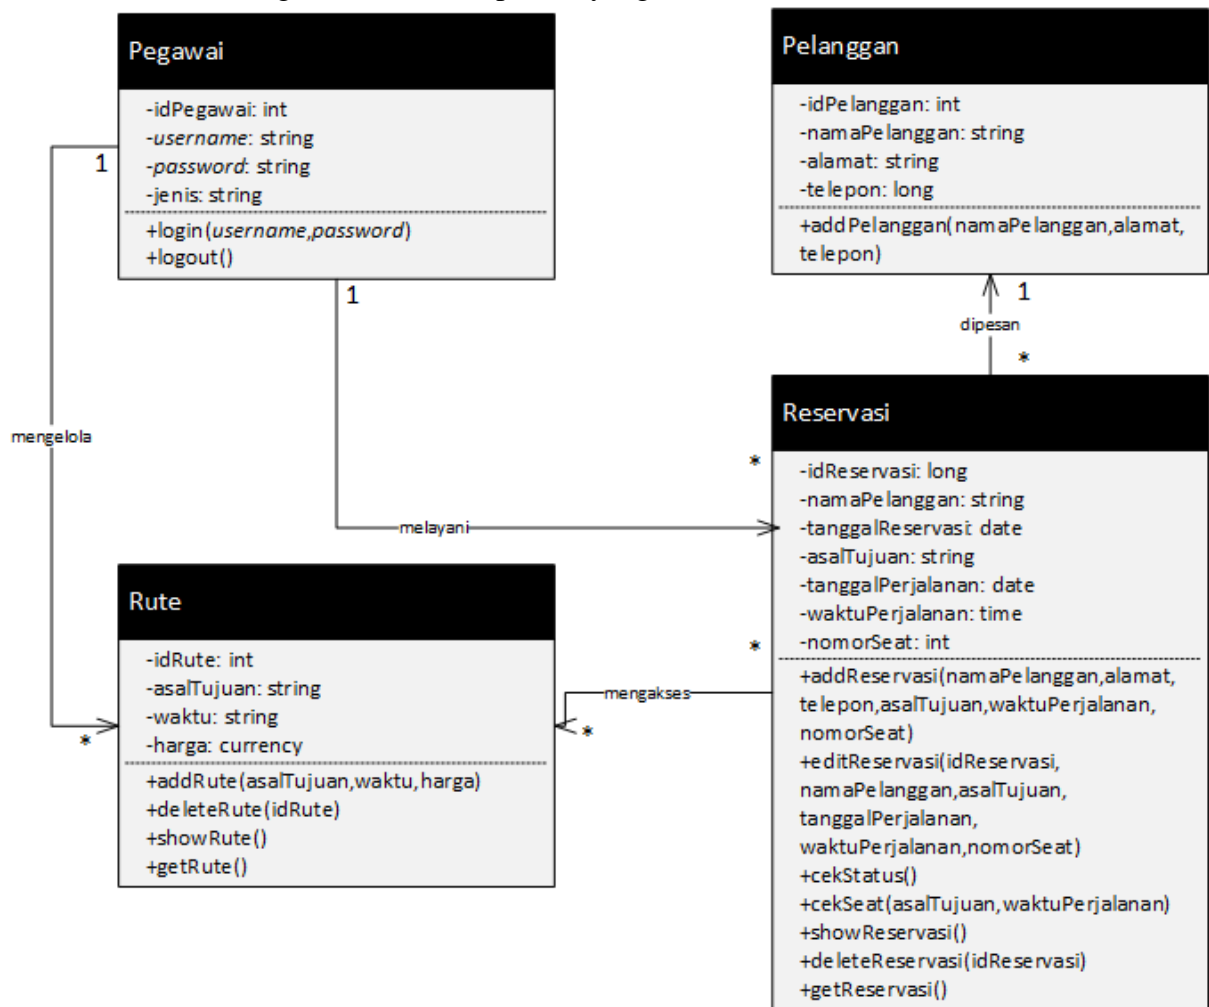 Pegawai
-idPegawai: int
-username: string
-password: string
-jenis: string
+login(username,password)
+logout()
1
1
Pelanggan
-idPelanggan: int
-namaPelanggan: string
-alamat: string
-telepon: long
+addPelanggan(namaPelanggan,alamat,
telepon)
1
dipesan
*
mengelola
melayani
*
Reservasi
-idReservasi: long
-namaPelanggan: string
-tanggalReservasi: date
-asalTujuan: string
-tanggalPerjalanan: date
-waktuPerjalanan: time
-nomorSeat: int
+addReservasi(namaPelanggan,alamat,
telepon,asalTujuan,waktuPerjalanan,
nomorSeat)
+editReservasi(idReservasi,
namaPelanggan,asalTujuan,
tanggalPerjalanan,
waktuPerjalanan,nomorSeat)
+cekStatus()
+cekSeat(asalTujuan,waktuPerjalanan)
+showReservasi()
+deleteReservasi(idReservasi)
+getReservasi()
*
mengakses
*
Rute
-idRute: int
-asalTujuan: string
-waktu: string
-harga: currency
+addRute(asalTujuan,waktu,harga)
+deleteRute(idRute)
+showRute()
+getRute()
*